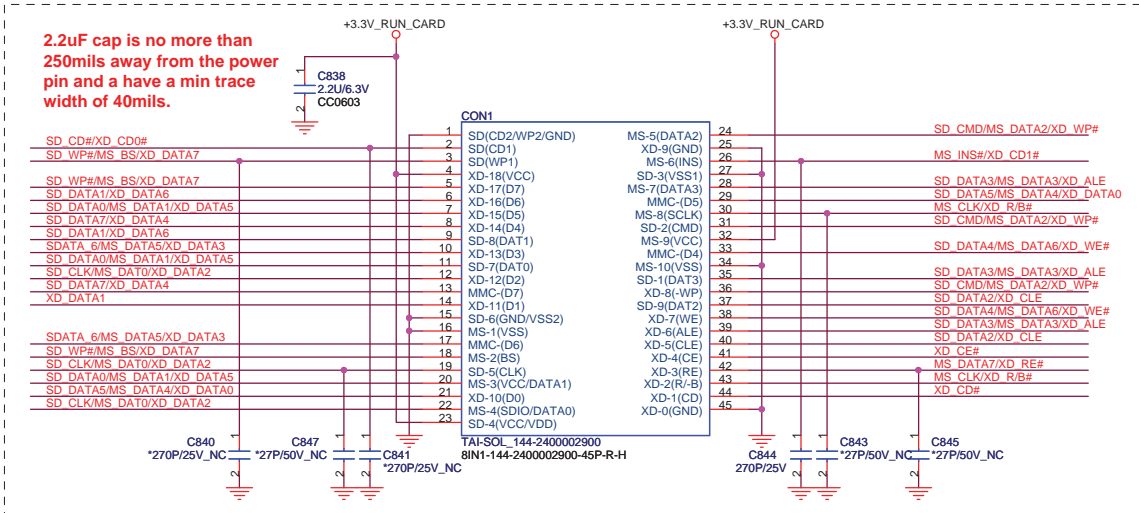 +3.3V_RUN_CARD
+3.3V_RUN_CARD
2.2uF cap is no more than
250mils away from the power
pin and a have a min trace
width of 40mils.
1
C838
2.2U/6.3V
CC0603
2
CON1
SD_CD#/XD_CD0#
SD_WP#/MS_BS/XD_DATA7
SD_WP#/MS_BS/XD_DATA7
SD_DATA1/XD_DATA6
SD_DATA0/MS_DATA1/XD_DATA5
SD_DATA7/XD_DATA4
SD_DATA1/XD_DATA6
SDATA_6/MS_DATA5/XD_DATA3
SD_DATA0/MS_DATA1/XD_DATA5
SD_CLK/MS_DAT0/XD_DATA2
SD_DATA7/XD_DATA4
XD_DATA1
SDATA_6/MS_DATA5/XD_DATA3
SD_WP#/MS_BS/XD_DATA7
SD_CLK/MS_DAT0/XD_DATA2
SD_DATA0/MS_DATA1/XD_DATA5
SD_DATA5/MS_DATA4/XD_DATA0
SD_CLK/MS_DAT0/XD_DATA2
1 SD(CD2/WP2/GND)
2 SD(CD1)
3 SD(WP1)
4 XD-18(VCC)
5 XD-17(D7)
6 XD-16(D6)
7 XD-15(D5)
8 XD-14(D4)
9 SD-8(DAT1)
10 XD-13(D3)
11 SD-7(DAT0)
12 XD-12(D2)
13 MMC-(D7)
14 XD-11(D1)
15 SD-6(GND/VSS2)
16 MS-1(VSS)
17 MMC-(D6)
18 MS-2(BS)
19 SD-5(CLK)
20 MS-3(VCC/DATA1)
21 XD-10(D0)
22 MS-4(SDIO/DATA0)
23 SD-4(VCC/VDD)
MS-5(DATA2) 24
XD-9(GND) 25
MS-6(INS) 26
SD-3(VSS1) 27
MS-7(DATA3) 28
MMC-(D5) 29
MS-8(SCLK) 30
SD-2(CMD) 31
MS-9(VCC) 32
MMC-(D4) 33
MS-10(VSS) 34
SD-1(DAT3) 35
XD-8(-WP) 36
SD-9(DAT2) 37
XD-7(WE) 38
XD-6(ALE) 39
XD-5(CLE) 40
XD-4(CE) 41
XD-3(RE) 42
XD-2(R/-B) 43
XD-1(CD) 44
XD-0(GND) 45
SD_CMD/MS_DATA2/XD_WP#
MS_INS#/XD_CD1#
SD_DATA3/MS_DATA3/XD_ALE
SD_DATA5/MS_DATA4/XD_DATA0
MS_CLK/XD_R/B#
SD_CMD/MS_DATA2/XD_WP#
SD_DATA4/MS_DATA6/XD_WE#
SD_DATA3/MS_DATA3/XD_ALE
SD_CMD/MS_DATA2/XD_WP#
SD_DATA2/XD_CLE
SD_DATA4/MS_DATA6/XD_WE#
SD_DATA3/MS_DATA3/XD_ALE
SD_DATA2/XD_CLE
XD_CE#
MS_DATA7/XD_RE#
MS_CLK/XD_R/B#
XD_CD#
TAI-SOL_144-2400002900
8IN1-144-2400002900-45P-R-H
1
C840
*270P/25V_NC
2
1
C847
*27P/50V_NC
2
1
C841
*270P/25V_NC
2
1
C844
270P/25V
2
1
C843
*27P/50V_NC
2
1
C845
*27P/50V_NC
2